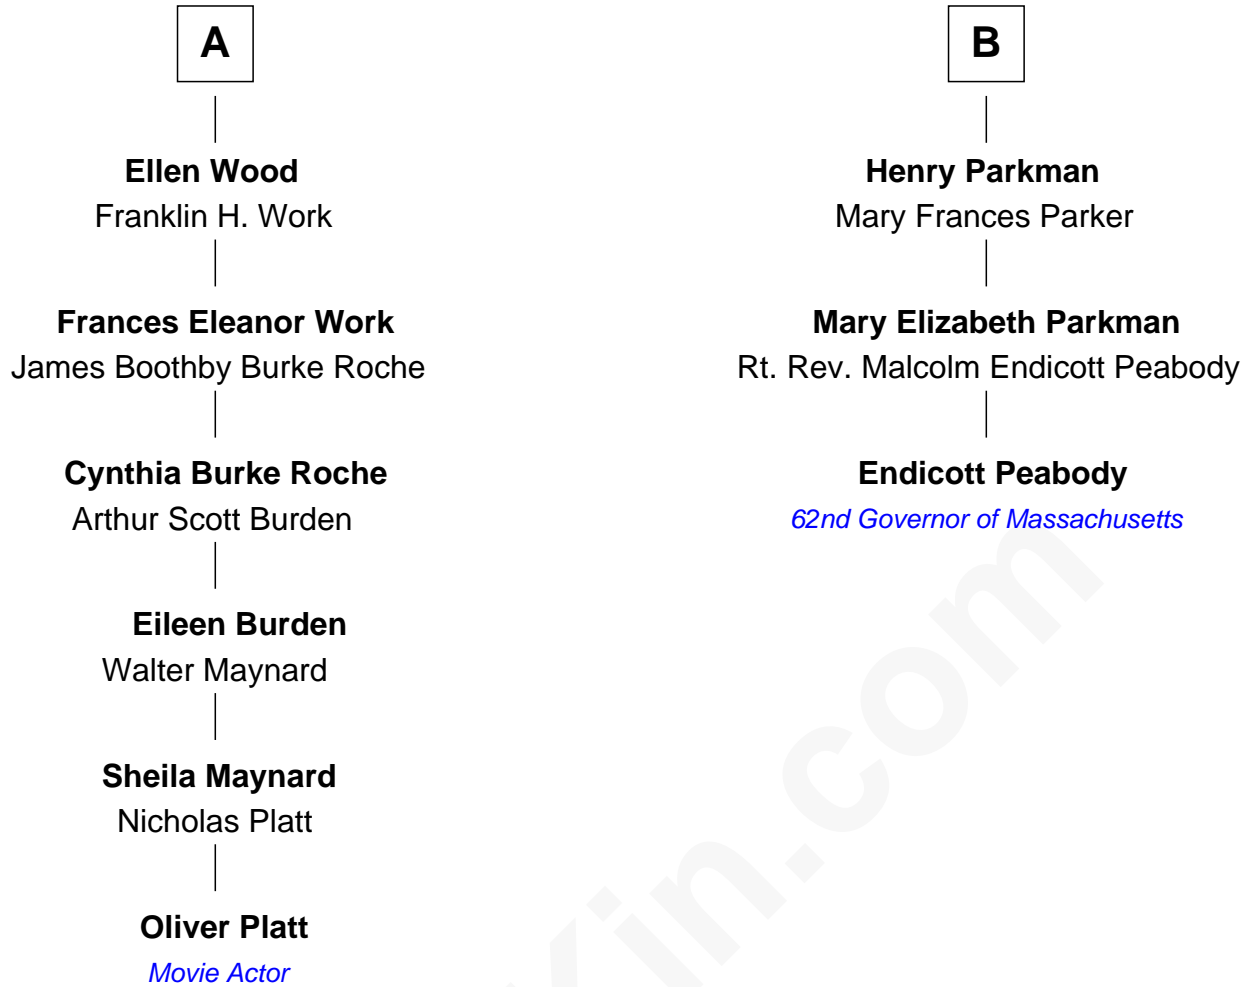 A
Ellen Wood
Franklin H. Work
Frances Eleanor Work
James Boothby Burke Roche
Cynthia Burke Roche
Arthur Scott Burden
Eileen Burden
Walter Maynard
Sheila Maynard
Nicholas Platt
Oliver Platt
Movie Actor
B
Henry Parkman
Mary Frances Parker
Mary Elizabeth Parkman
Rt. Rev. Malcolm Endicott Peabody
Endicott Peabody
62nd Governor of Massachusetts
Kin.com